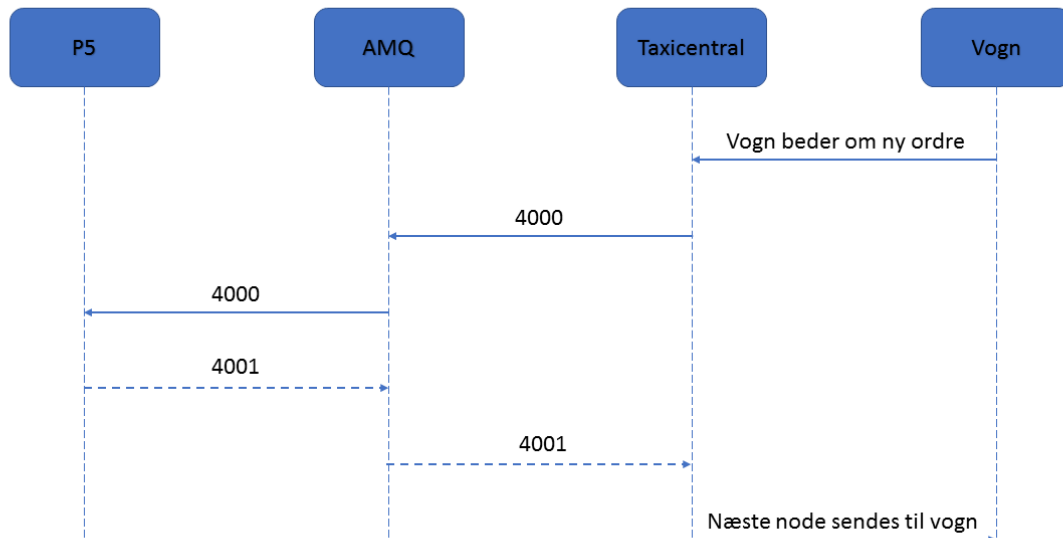 P5
AMQ
Taxicentral
Vogn
Vogn beder om ny ordre
4000
4000
4001
4001
Næste node sendes til vogn